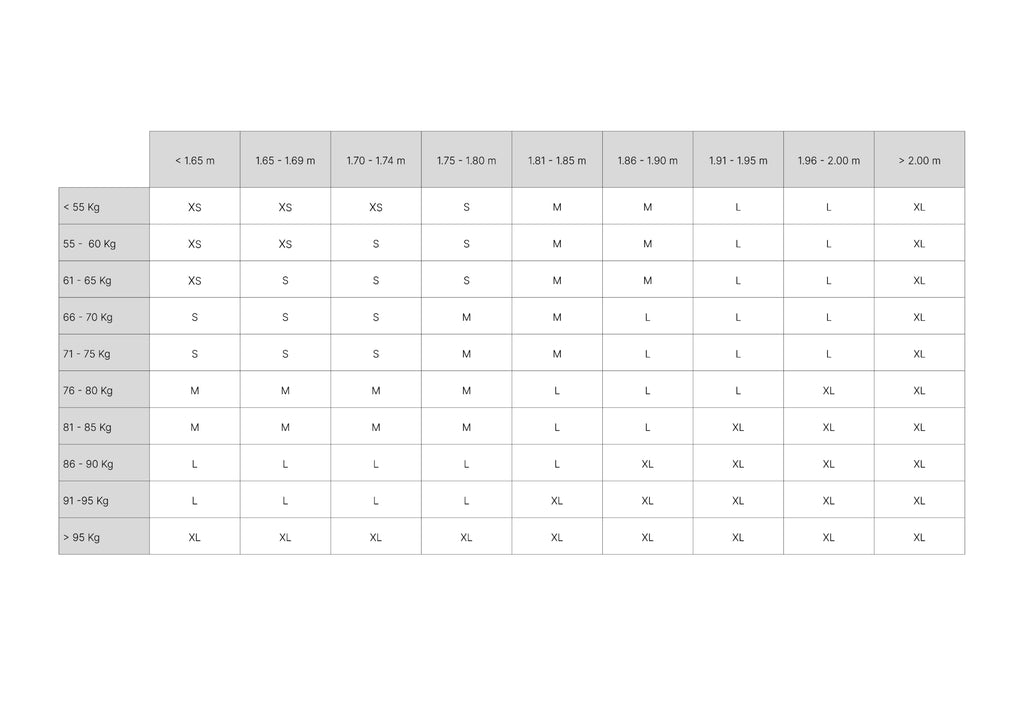 < 1.65 m 1.65 - 1.69 m 1.70 - 1.74 m 1.75 - 1.80 m 1.81 - 1.85 m 1.86 - 1.90 m 1.91 - 1.95 m 1.96 - 2.00 m > 2.00 m
< 55 Kg XS XS XS S M M L L XL
55 - 60 Kg XS XS S S M M L L XL
61 - 65 Kg XS S S S M M L L XL
66 - 70 Kg S S S M M L L L XL
71 - 75 Kg S S S M M L L L XL
76 - 80 Kg M M M M L L L XL XL
81 - 85 Kg M M M M L L XL XL XL
86 - 90 Kg L L L L L XL XL XL XL
91 -95 Kg L L L L XL XL XL XL XL
> 95 Kg XL XL XL XL XL XL XL XL XL